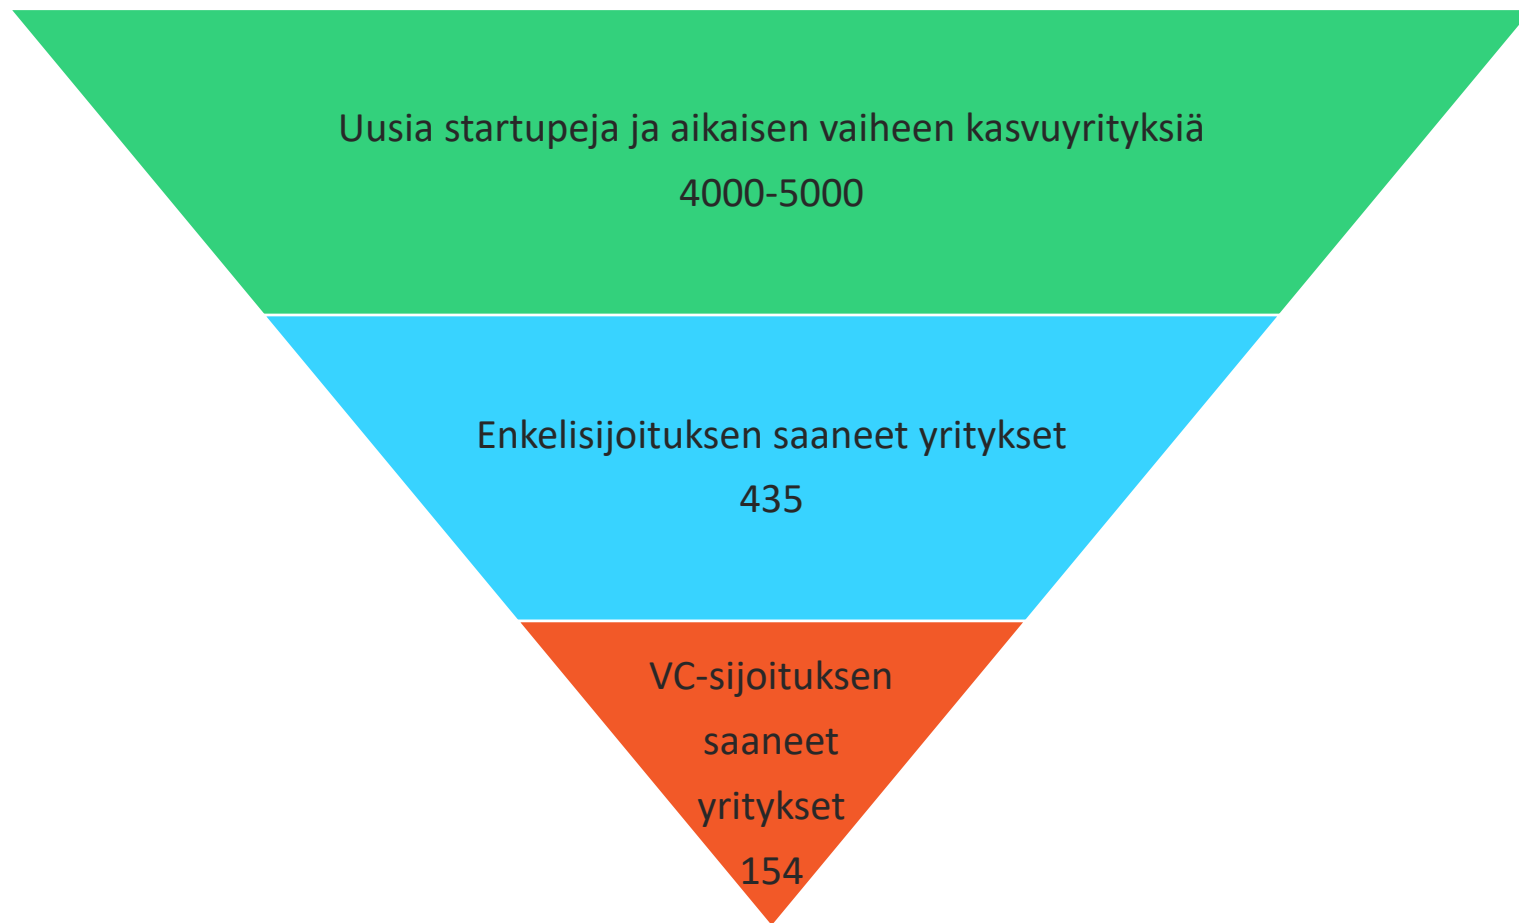 Uusia startupeja ja aikaisen vaiheen kasvuyrityksiä
4000-5000
Enkelisijoituksen saaneet yritykset
435
VC-sijoituksen
saaneet
yritykset
154